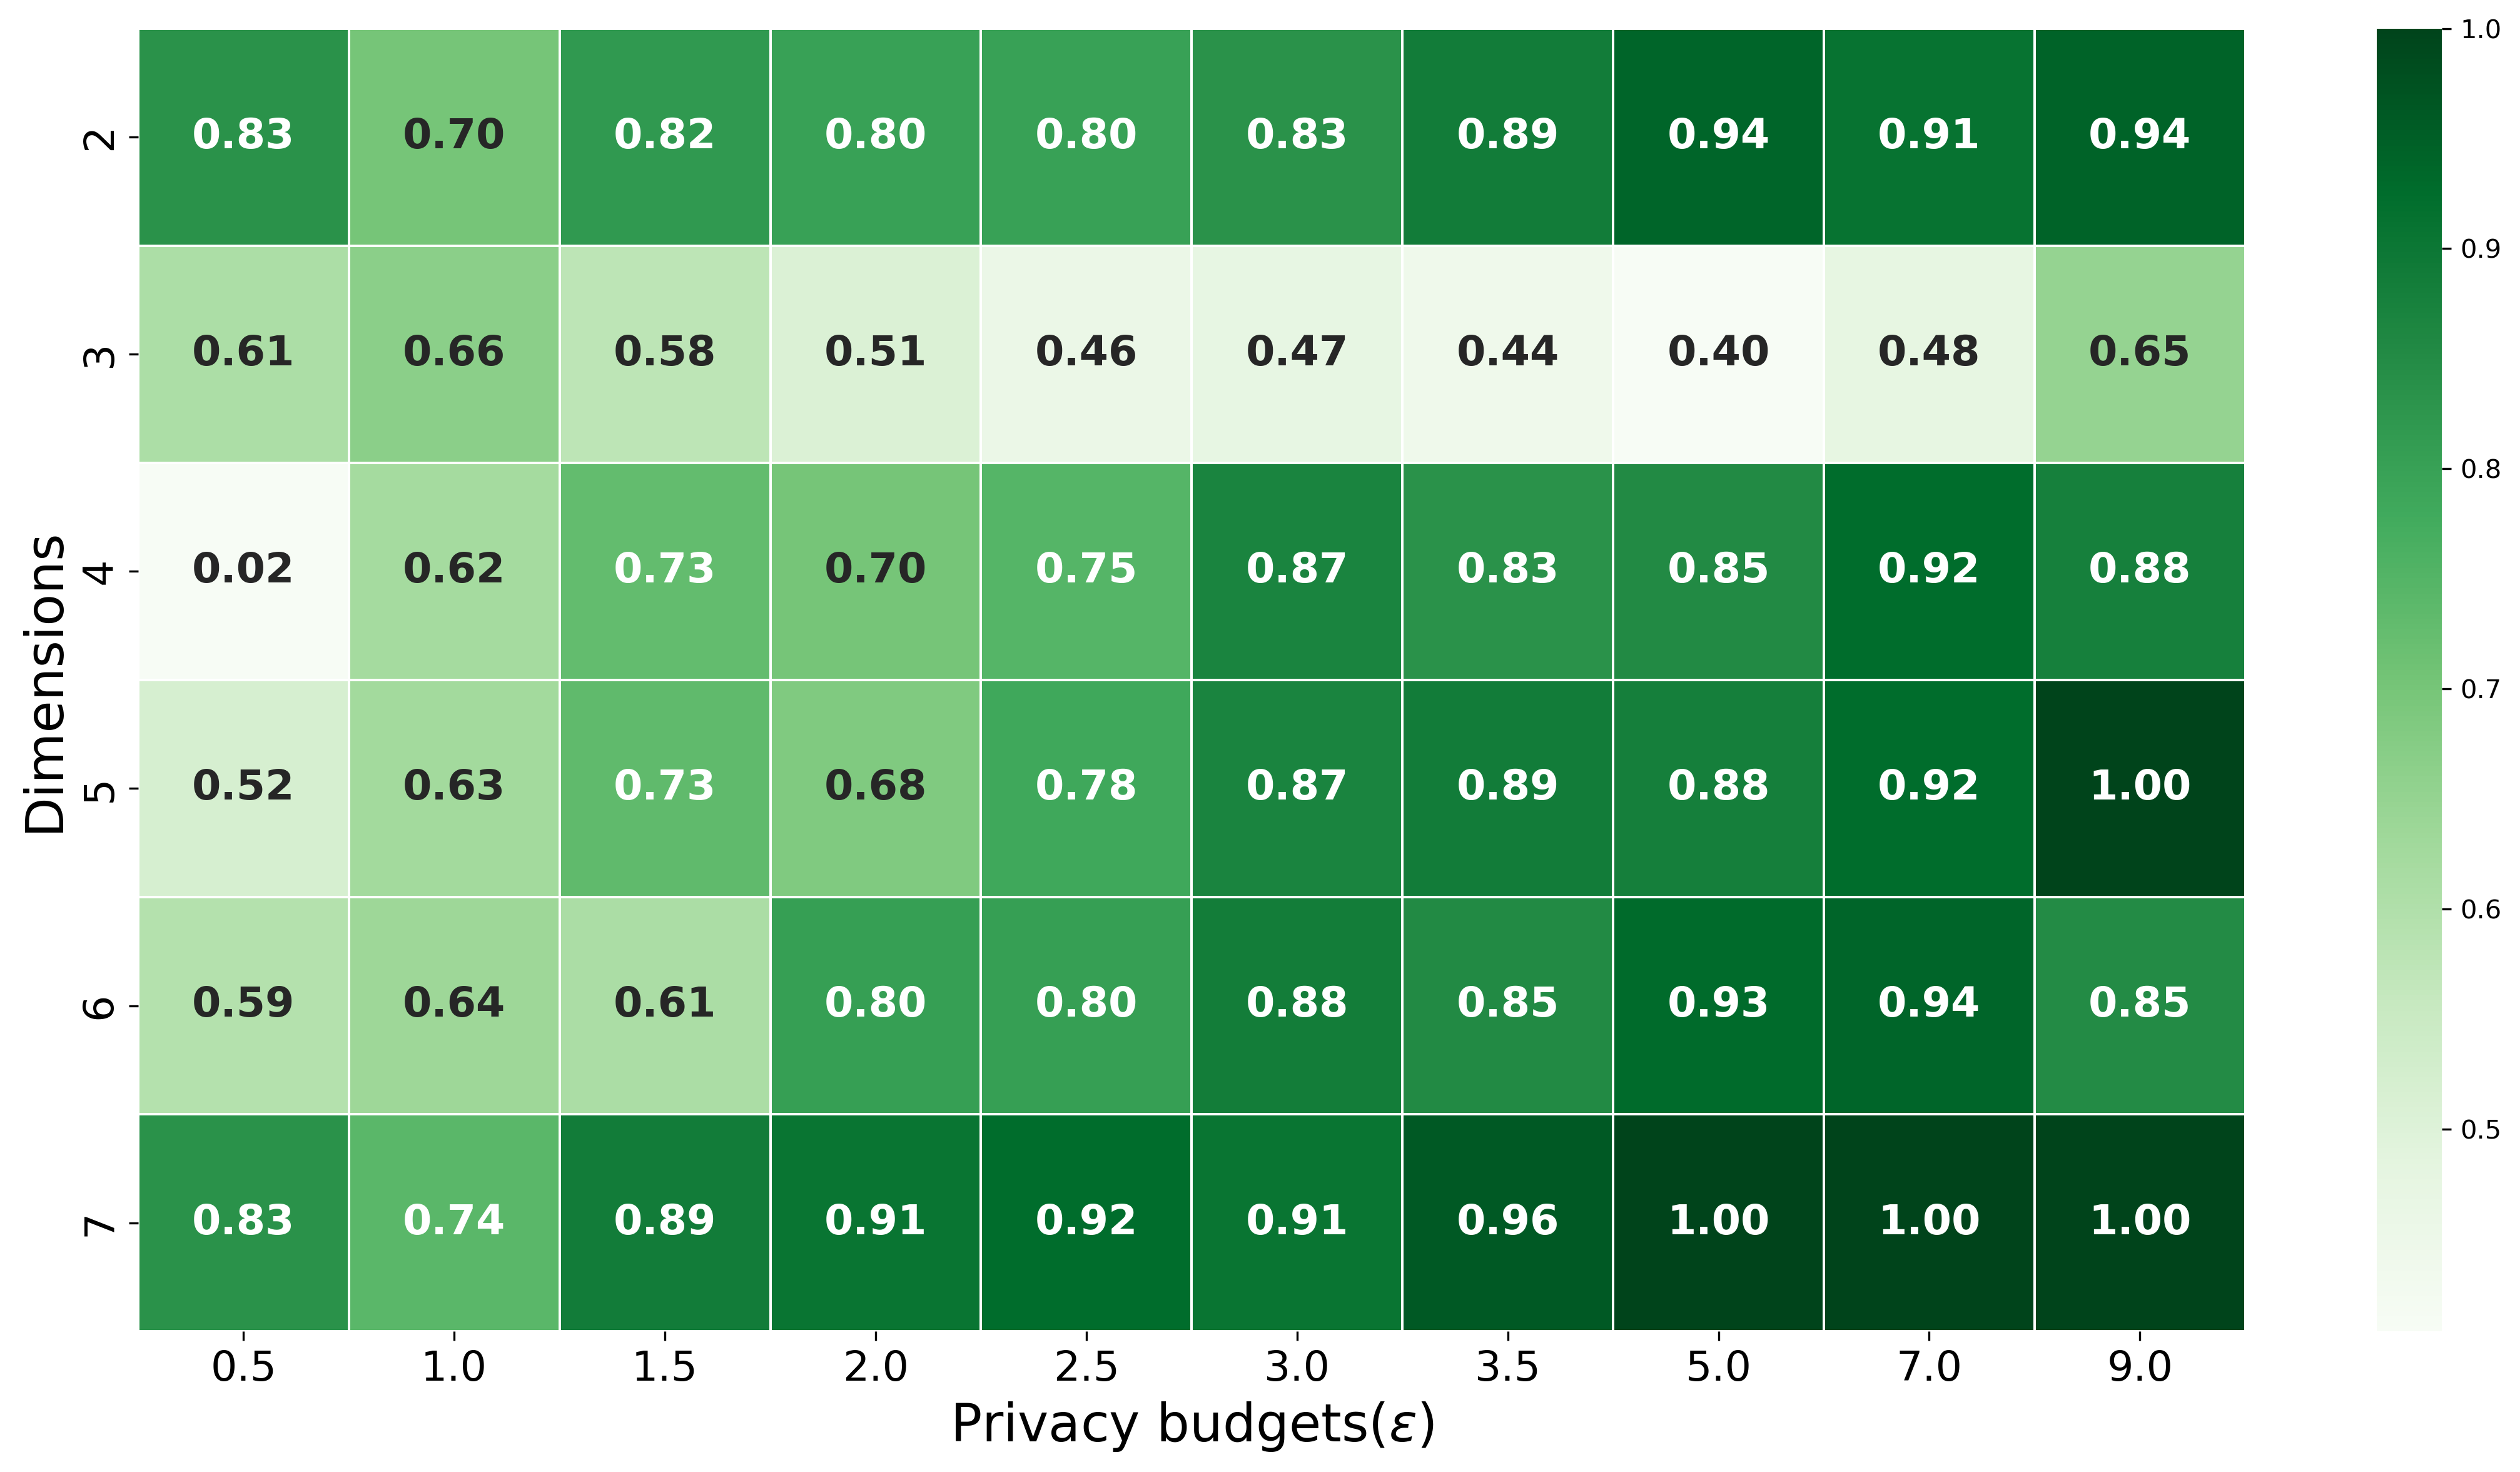 2 0.83 0.70 0.82 0.80 0.80 0.83 0.89 0.94 0.91 0.94
3 0.61 0.66 0.58 0.51 0.46 0.47 0.44 0.40 0.48 0.65
4 0.02 0.62 0.73 0.70 0.75 0.87 0.83 0.85 0.92 0.88
5 0.52 0.63 0.73 0.68 0.78 0.87 0.89 0.88 0.92 1.00
6 0.59 0.64 0.61 0.80 0.80 0.88 0.85 0.93 0.94 0.85
7 0.83 0.74 0.89 0.91 0.92 0.91 0.96 1.00 1.00 1.00
0.5 1.0 1.5 2.0 2.5 3.0 3.5 5.0 7.0 9.0
Privacy budgets(ε)
Dimensions
1.0
0.9
0.8
0.7
0.6
0.5